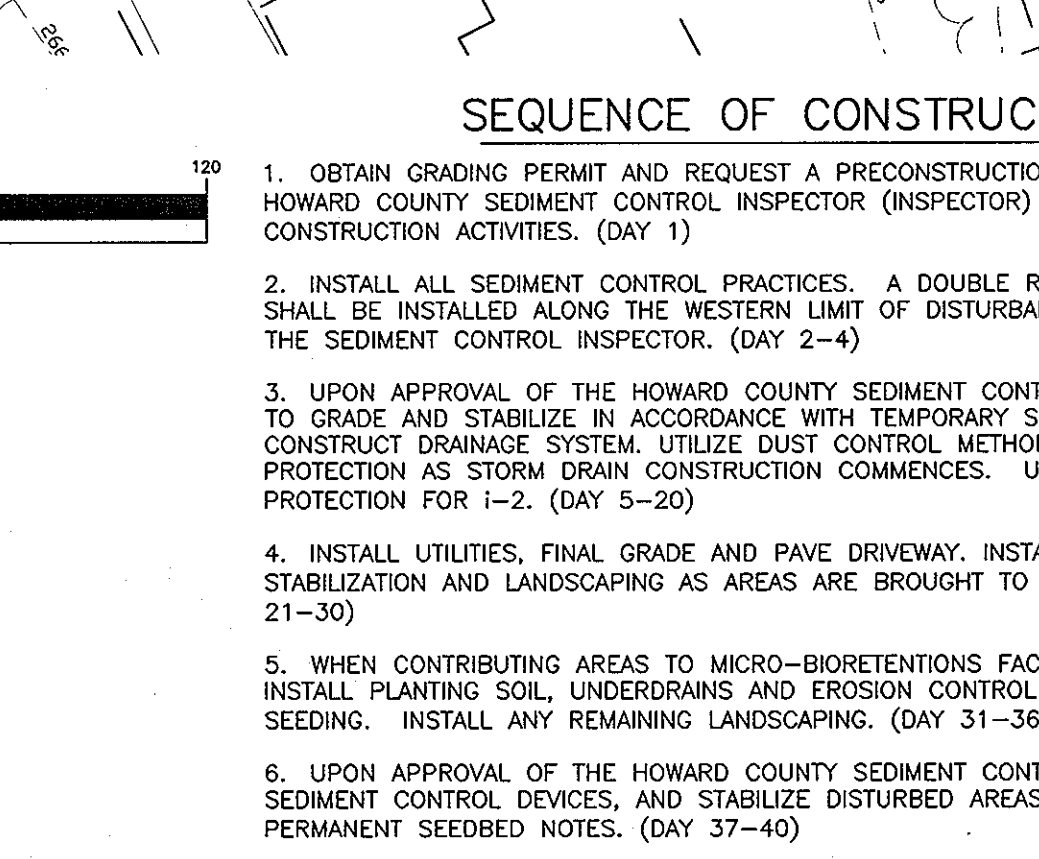 266
SEQUENCE OF CONSTRUC
120
1. OBTAIN GRADING PERMIT AND REQUEST A PRECONSTRUCTIO
HOWARD COUNTY SEDIMENT CONTROL INSPECTOR (INSPECTOR)
CONSTRUCTION ACTIVITIES. (DAY 1)
2. INSTALL ALL SEDIMENT CONTROL PRACTICES. A DOUBLE R
SHALL BE INSTALLED ALONG THE WESTERN LIMIT OF DISTURBA
THE SEDIMENT CONTROL INSPECTOR. (DAY 2-4)
3. UPON APPROVAL OF THE HOWARD COUNTY SEDIMENT CONT
TO GRADE AND STABILIZE IN ACCORDANCE WITH TEMPORARY S
CONSTRUCT DRAINAGE SYSTEM. UTILIZE DUST CONTROL METHO
PROTECTION AS STORM DRAIN CONSTRUCTION COMMENCES. U
PROTECTION FOR i-2. (DAY 5-20)
4. INSTALL UTILITIES, FINAL GRADE AND PAVE DRIVEWAY. INSTA
STABILIZATION AND LANDSCAPING AS AREAS ARE BROUGHT TO
21-30)
5. WHEN CONTRIBUTING AREAS TO MICRO-BIORETENTIONS FAC
INSTALL PLANTING SOIL, UNDERDRAINS AND EROSION CONTROL
SEEDING. INSTALL ANY REMAINING LANDSCAPING. (DAY 31-36
6. UPON APPROVAL OF THE HOWARD COUNTY SEDIMENT CONT
SEDIMENT CONTROL DEVICES, AND STABILIZE DISTURBED AREAS
PERMANENT SEEDBED NOTES. (DAY 37-40)